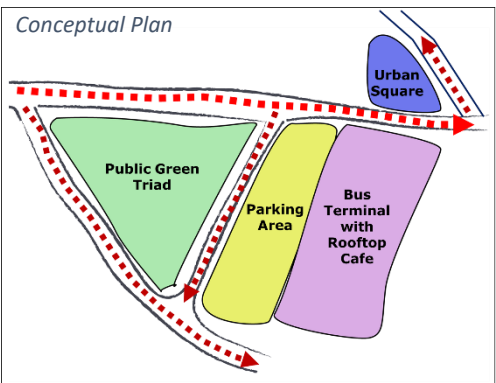 Conceptual Plan
Urban
Square
Public Green
Triad
Parking
Area
Bus
Terminal
with
Rooftop
Cafe